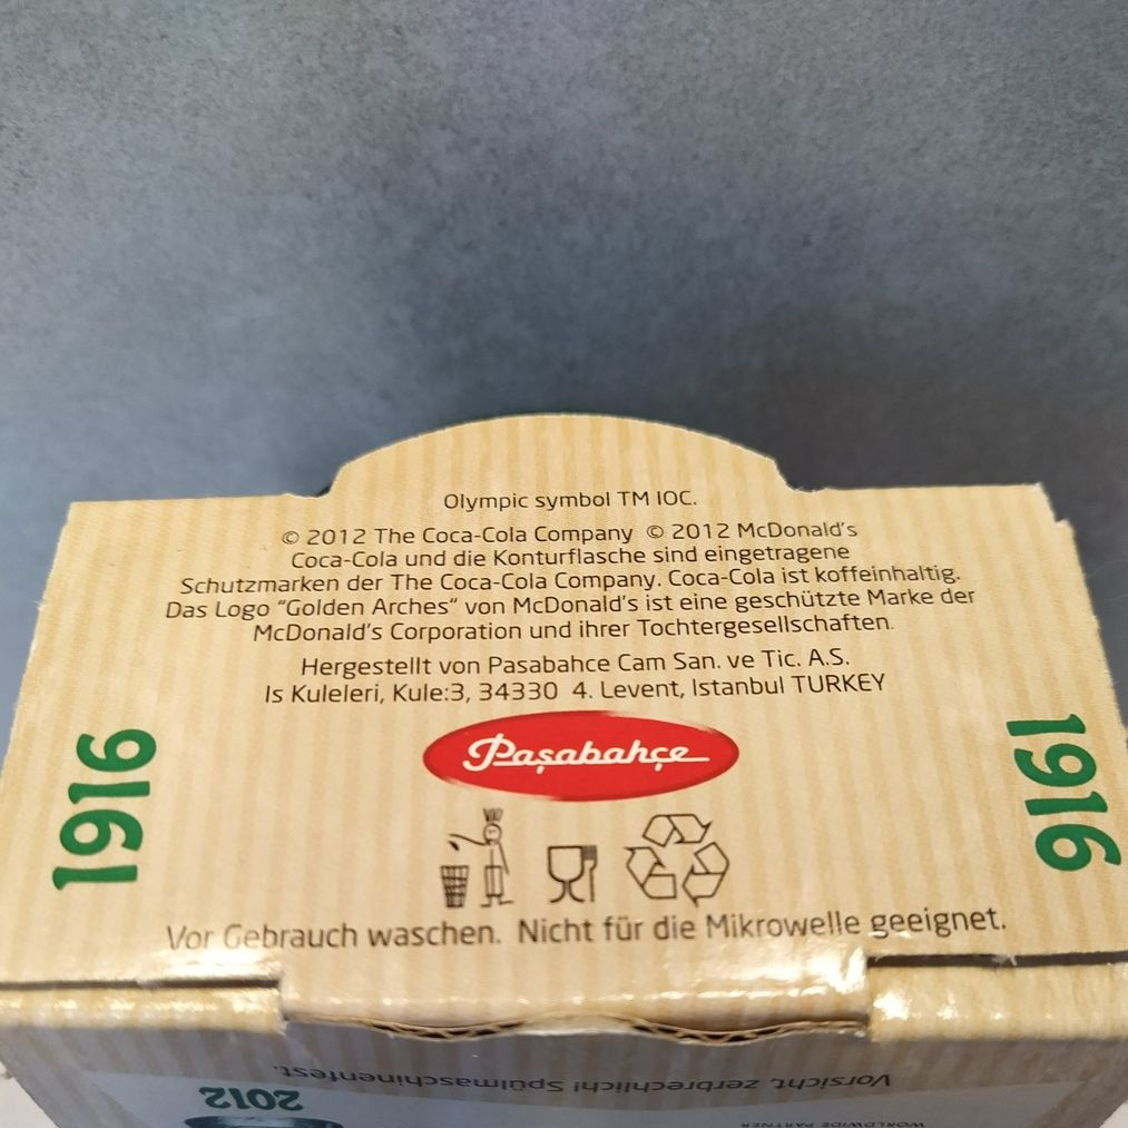 Olympic symbol TM IOC.
© 2012 The Coca-Cola Company © 2012 McDonald's
Coca-Cola und die Konturflasche sind eingetragene
Schutzmarken der The Coca-Cola Company. Coca-Cola ist koffeinhaltig.
Das Logo "Golden Arches" von McDonald's ist eine geschützte Marke der
McDonald's Corporation und ihrer Tochtergesellschaften.
Hergestellt von Pasabahce Cam San. ve Tic. A.S.
Is Kuleleri, Kule:3, 34330 4. Levent, Istanbul TURKEY
Paşabahçe
1916
1916
Vor Gebrauch waschen. Nicht für die Mikrowelle geeignet.
Vorsicht, zerbrechlich! Spülmaschinenfest.
2012
WORLDWIDE PARTNER